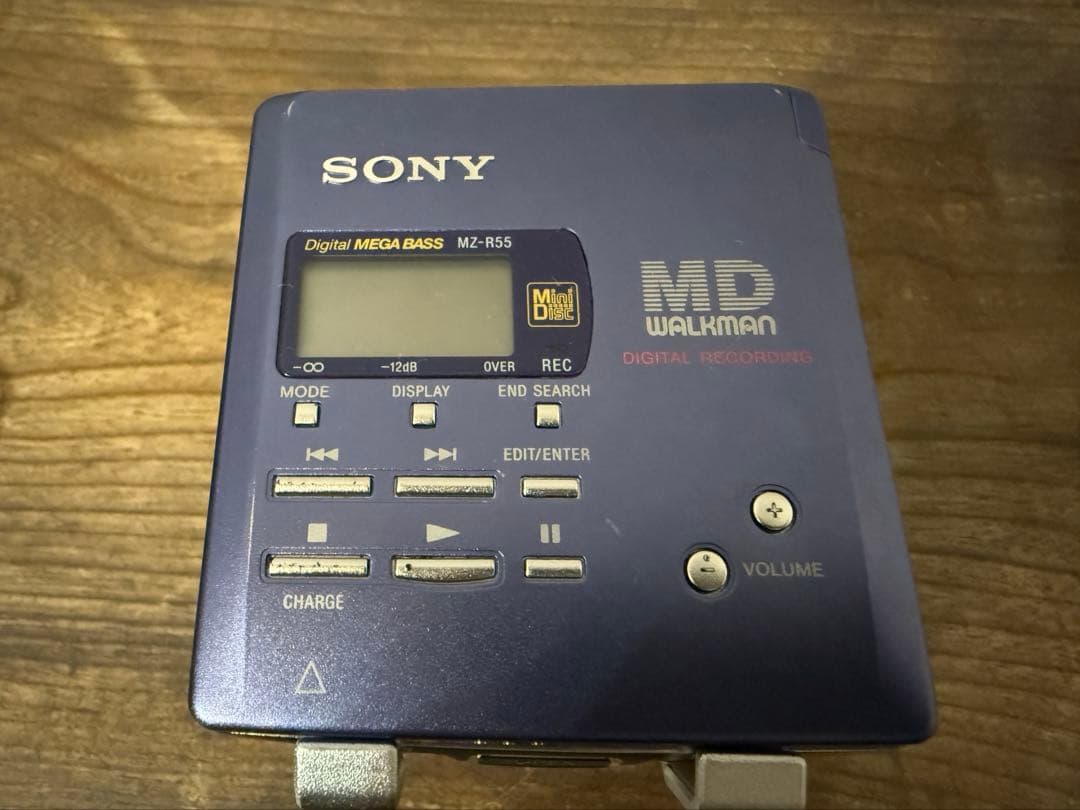 SONY
Digital MEGA BASS MZ-R55
Mini Disc
MD
WALKMAN
DIGITAL RECORDING
-∞ -12dB OVER REC
MODE DISPLAY END SEARCH
EDIT/ENTER
+
-
VOLUME
CHARGE